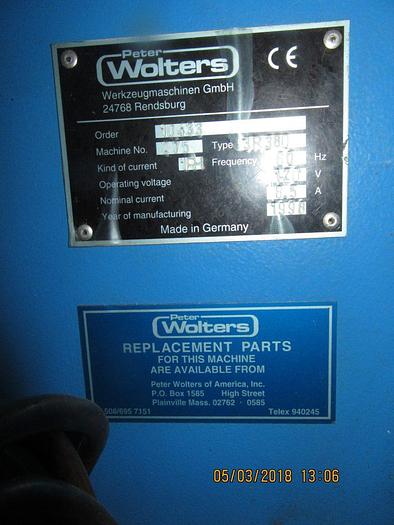 Peter
Wolters
CE
Werkzeugmaschinen GmbH
24768 Rendsburg
Order
Machine No. Type
Kind of current Frequency Hz
Operating voltage V
Nominal current A
Year of manufacturing
Made in Germany
Peter
Wolters
REPLACEMENT PARTS
FOR THIS MACHINE
ARE AVAILABLE FROM
Peter Wolters of America, Inc.
P.O. Box 1585 High Street
Plainville Mass. 02762 · 0585
508/695 7151 Telex 940245
05/03/2018 13:06